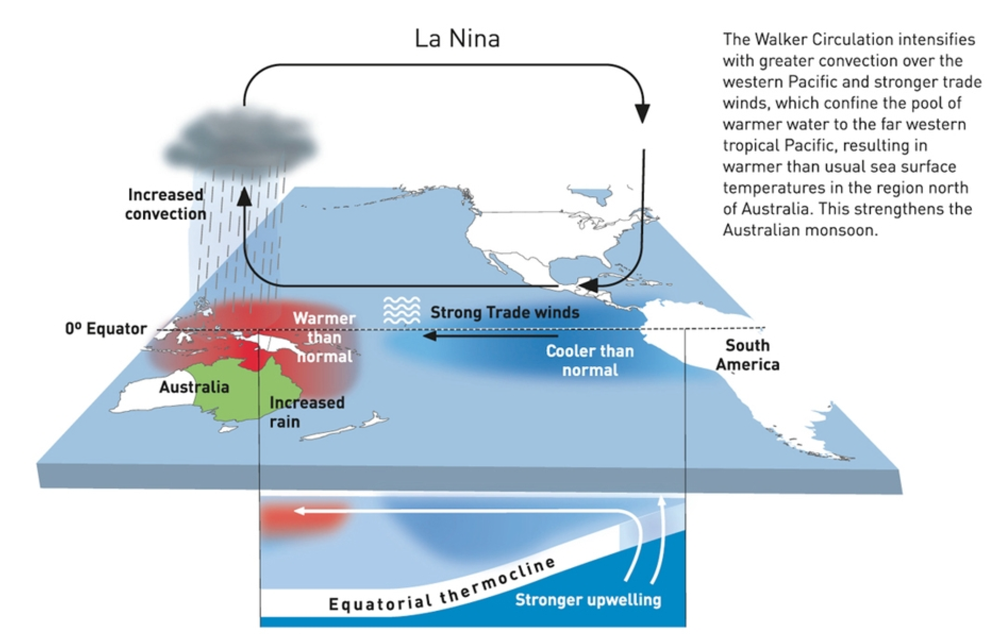 La Nina
The Walker Circulation intensifies
with greater convection over the
western Pacific and stronger trade
winds, which confine the pool of
warmer water to the far western
tropical Pacific, resulting in
warmer than usual sea surface
temperatures in the region north
of Australia. This strengthens the
Australian monsoon.
Increased
convection
0º Equator
Warmer
than
normal
Strong Trade winds
Cooler than
normal
South
America
Australia
Increased
rain
Equatorial thermocline
Stronger upwelling